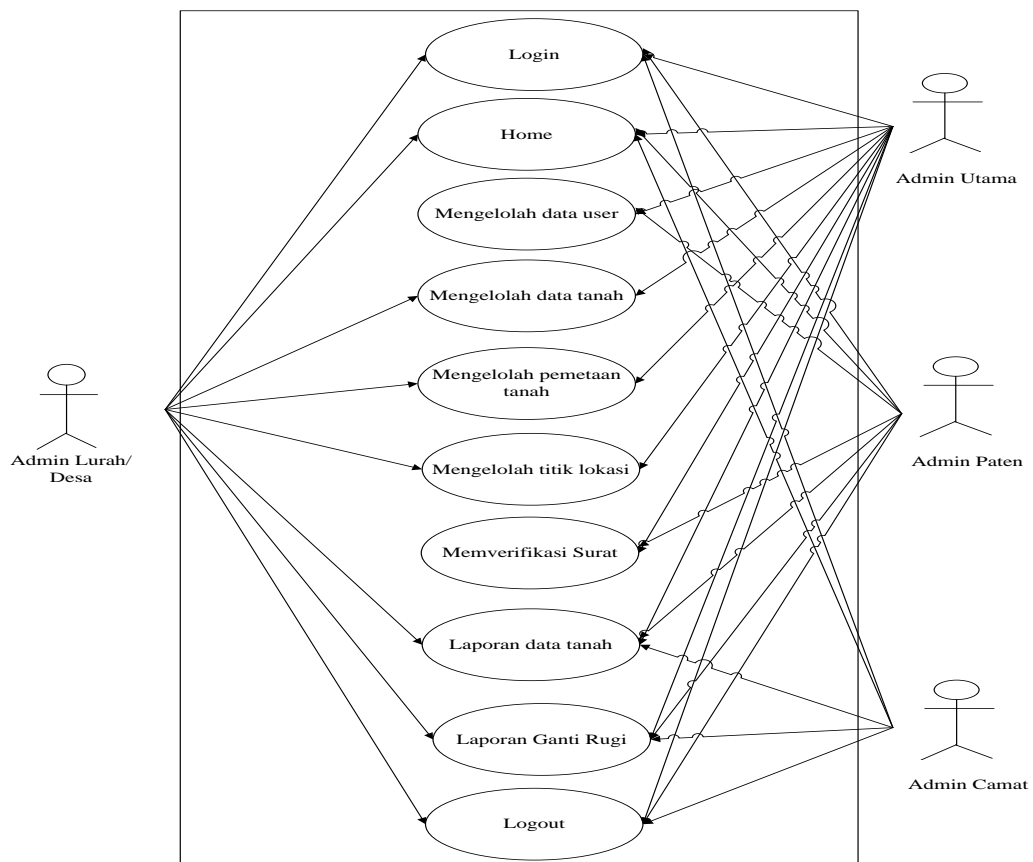 Login
Home
Mengelolah data user
Mengelolah data tanah
Mengelolah pemetaan
tanah
Mengelolah titik lokasi
Memverifikasi Surat
Laporan data tanah
Laporan Ganti Rugi
Logout
Admin Lurah/
Desa
Admin Utama
Admin Paten
Admin Camat